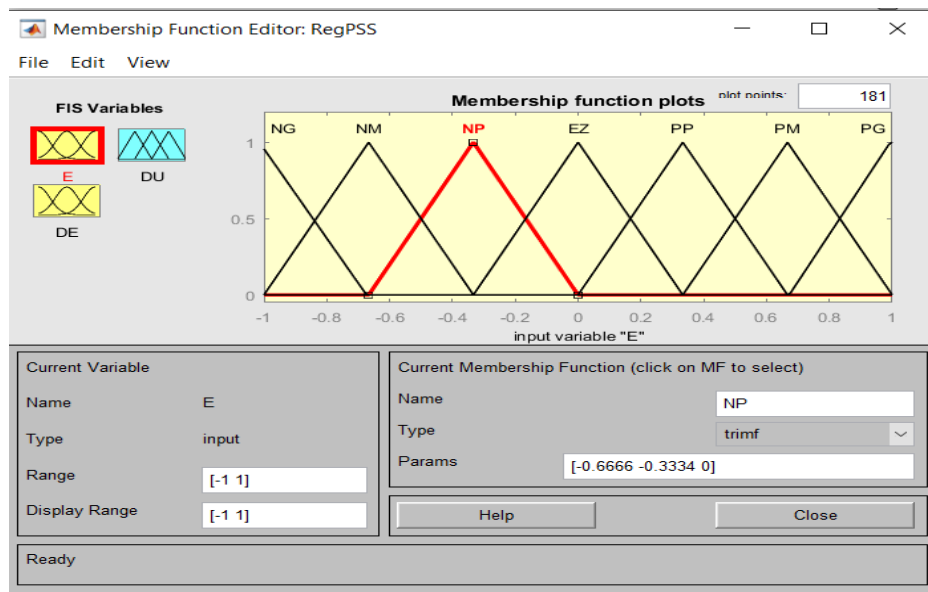 Membership Function Editor: RegPSS
File Edit View
FIS Variables
E
DU
DE
Membership function plots
plot points:
181
NG NM NP EZ PP PM PG
1
0.5
0
-1 -0.8 -0.6 -0.4 -0.2 0 0.2 0.4 0.6 0.8 1
input variable "E"
Current Variable
Name E
Type input
Range [-1 1]
Display Range [-1 1]
Current Membership Function (click on MF to select)
Name NP
Type trimf
Params [-0.6666 -0.3334 0]
Help Close
Ready